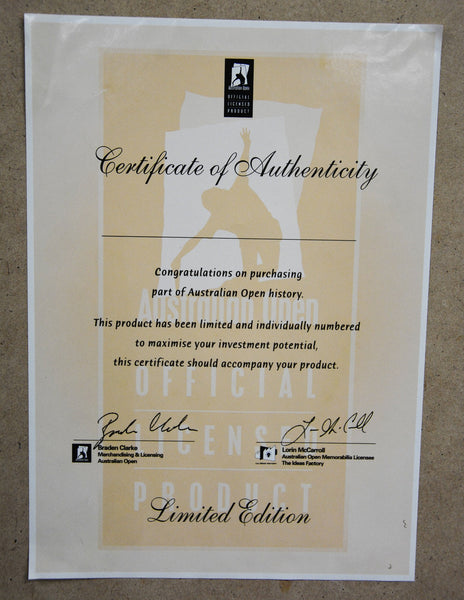 Australian Open
OFFICIAL
LICENSED
PRODUCT
Certificate of Authenticity
Congratulations on purchasing
part of Australian Open history.
Australian Open
This product has been limited and individually numbered
to maximise your investment potential,
this certificate should accompany your product.
OFFICIAL
LICENSED
Braden Clarke
Merchandising & Licensing
Australian Open
Lorin McCarroll
Australian Open Memorabilia Licensee
The Ideas Factory
PRODUCT
Limited Edition